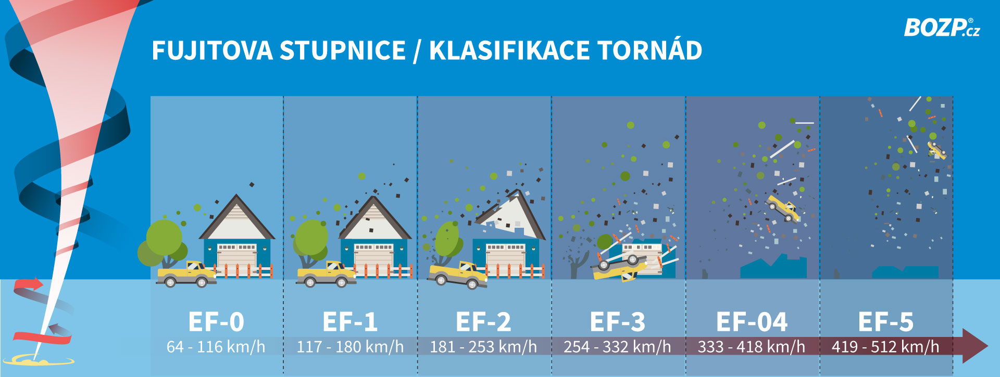 BOZP®.cz
FUJITOVA STUPNICE / KLASIFIKACE TORNÁD
EF-0
64 - 116 km/h
EF-1
117 - 180 km/h
EF-2
181 - 253 km/h
EF-3
254 - 332 km/h
EF-04
333 - 418 km/h
EF-5
419 - 512 km/h